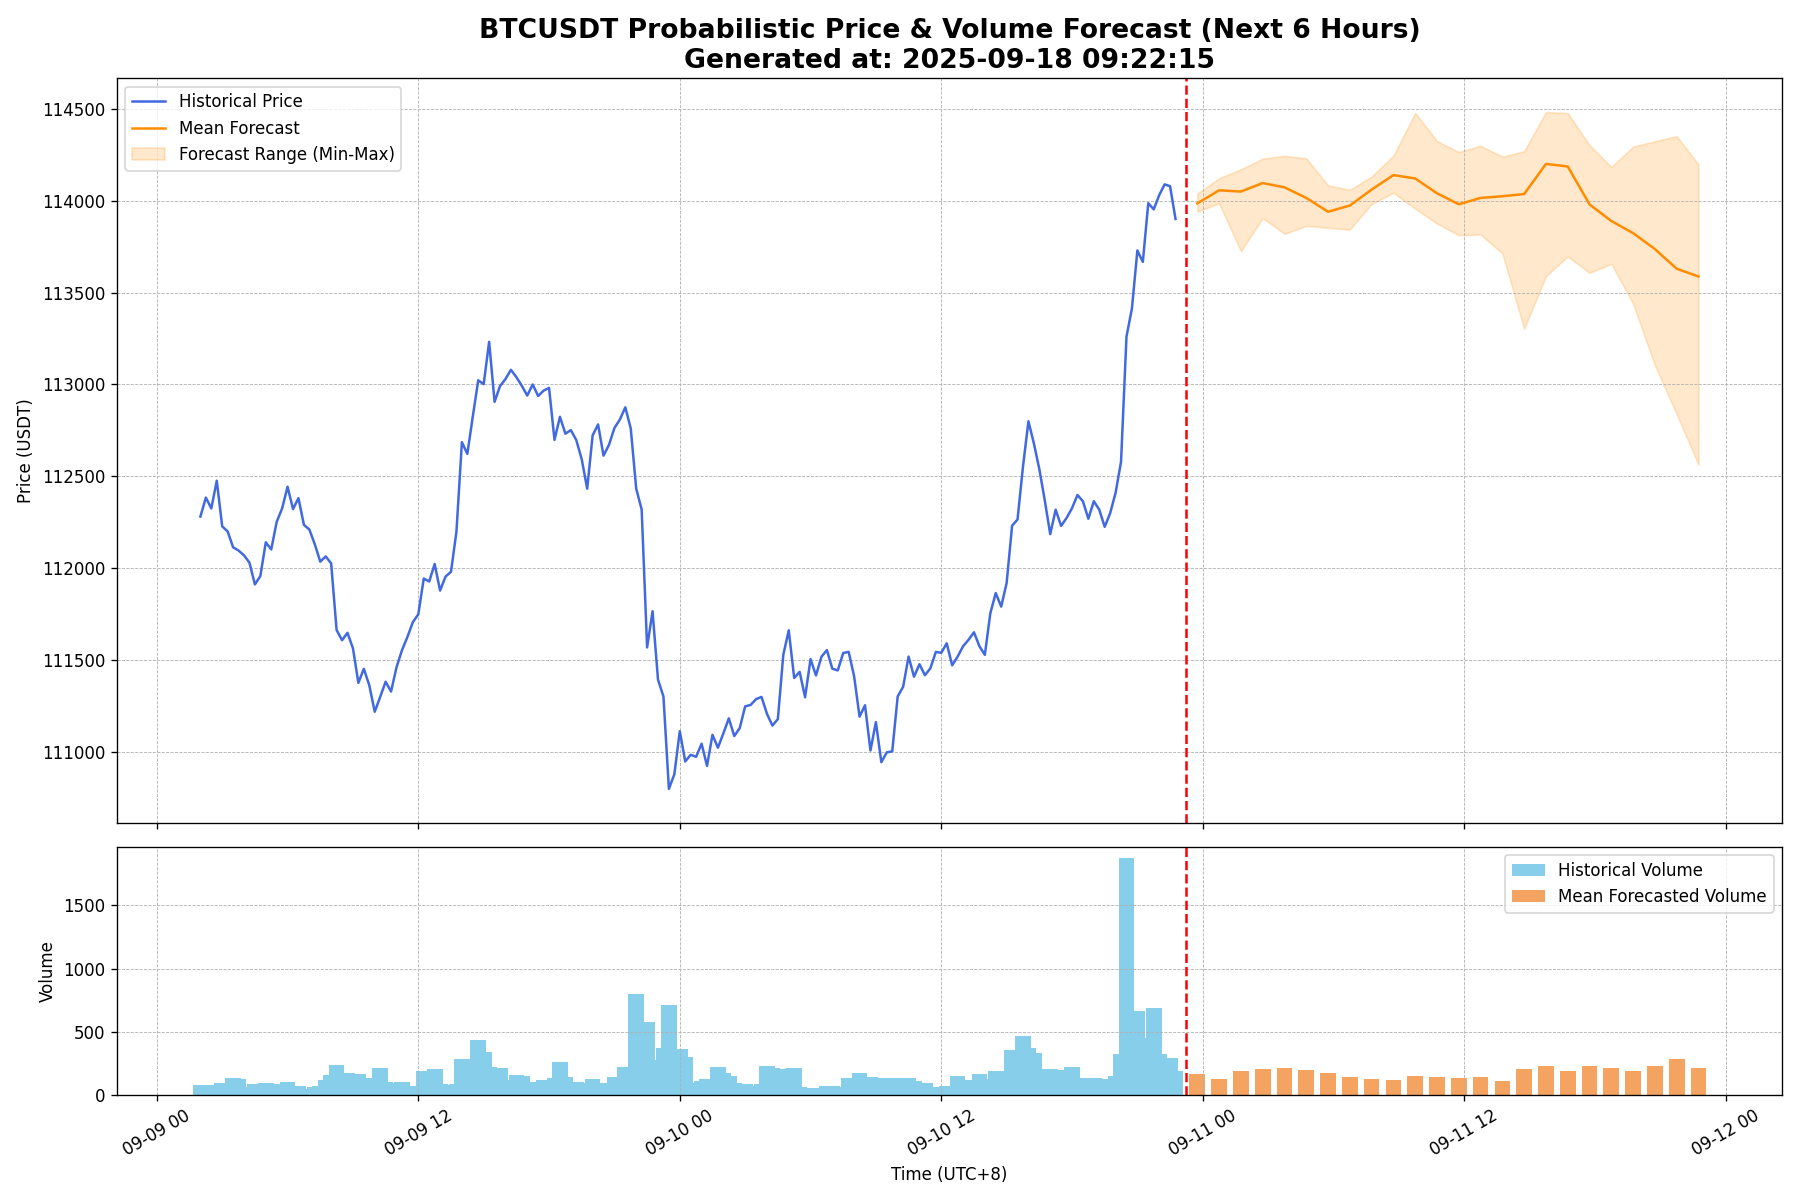 BTCUSDT Probabilistic Price & Volume Forecast (Next 6 Hours)
Generated at: 2025-09-18 09:22:15
Historical Price
Mean Forecast
Forecast Range (Min-Max)
Price (USDT)
114500
114000
113500
113000
112500
112000
111500
111000
Historical Volume
Mean Forecasted Volume
Volume
1500
1000
500
0
09-09 00
09-09 12
09-10 00
09-10 12
09-11 00
09-11 12
09-12 00
Time (UTC+8)